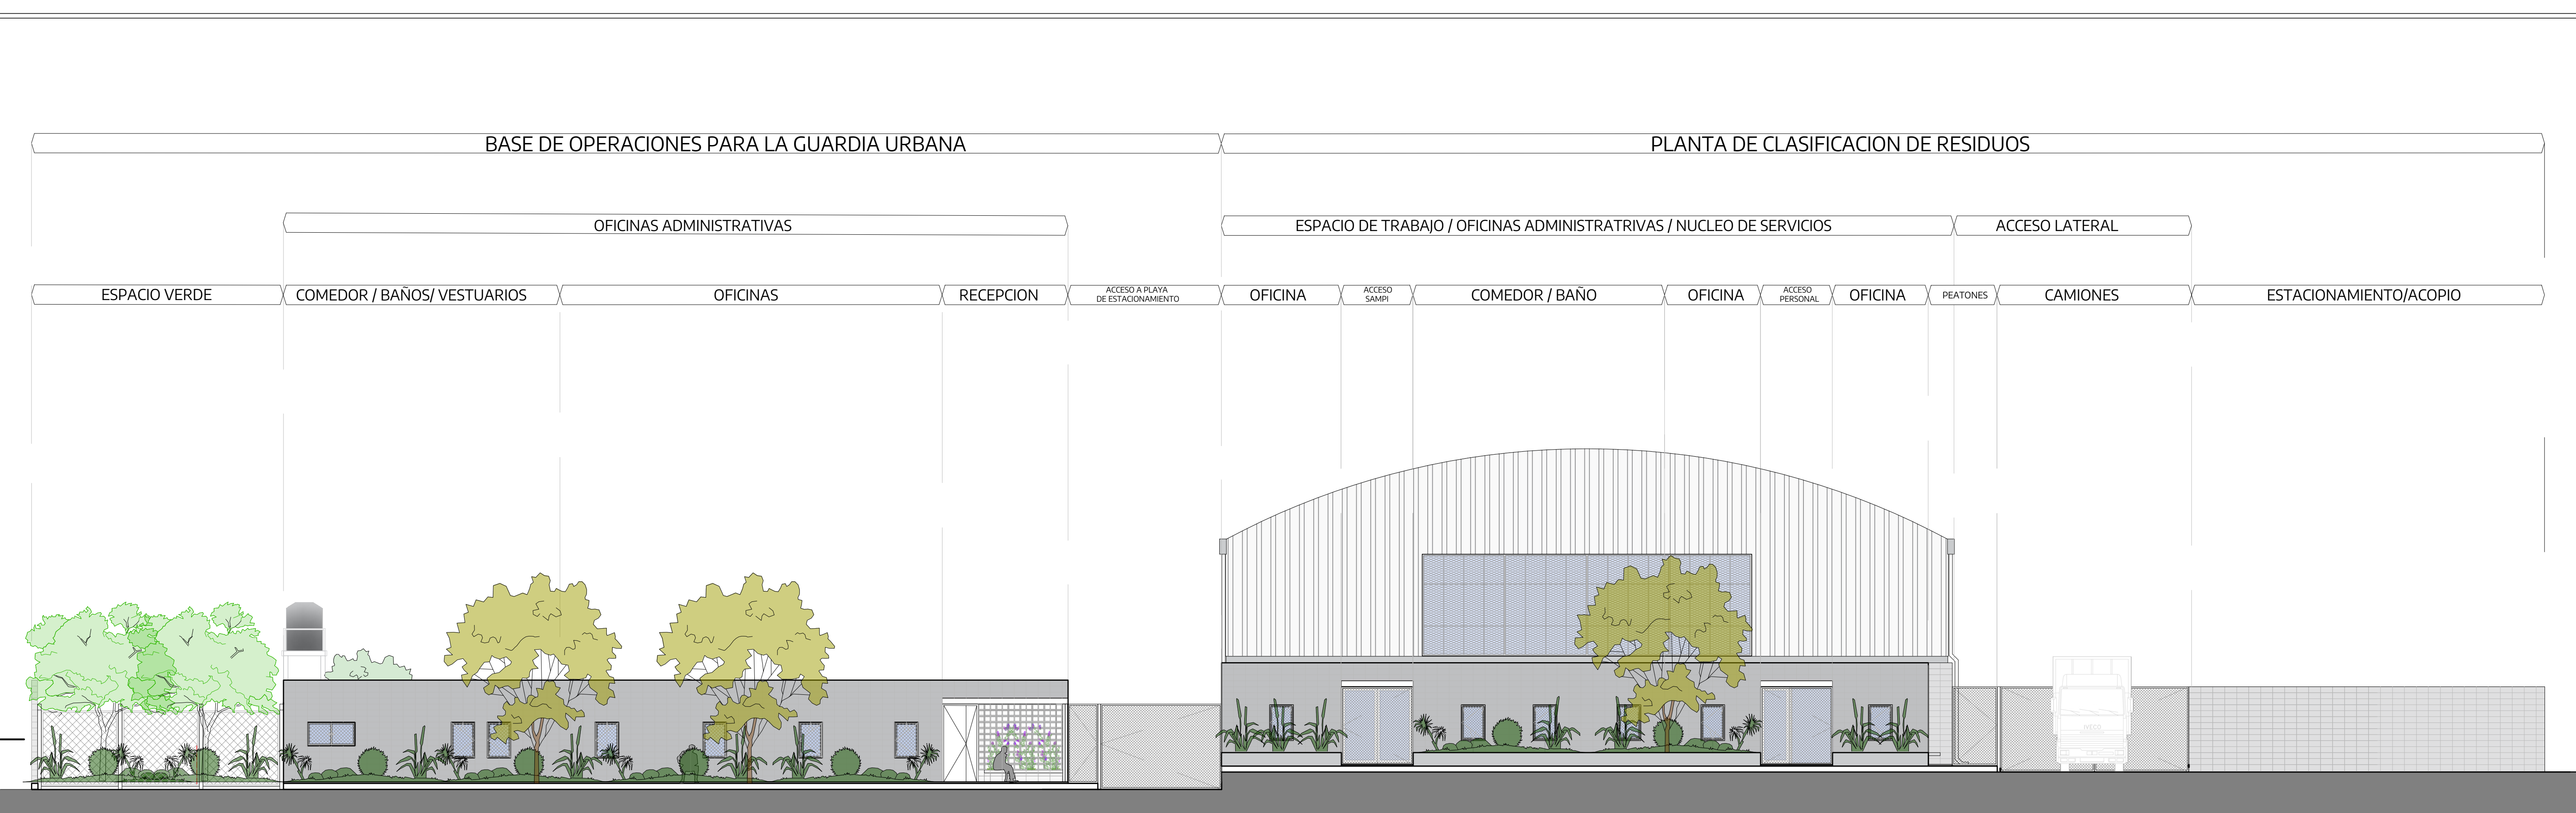 BASE DE OPERACIONES PARA LA GUARDIA URBANA
PLANTA DE CLASIFICACION DE RESIDUOS
OFICINAS ADMINISTRATIVAS
ESPACIO DE TRABAJO / OFICINAS ADMINISTRATRIVAS / NUCLEO DE SERVICIOS
ACCESO LATERAL
ESPACIO VERDE
COMEDOR / BAÑOS/ VESTUARIOS
OFICINAS
RECEPCION
ACCESO A PLAYA
DE ESTACIONAMIENTO
OFICINA
ACCESO
SAMPI
COMEDOR / BAÑO
OFICINA
ACCESO
PERSONAL
OFICINA
PEATONES
CAMIONES
ESTACIONAMIENTO/ACOPIO
IVECO